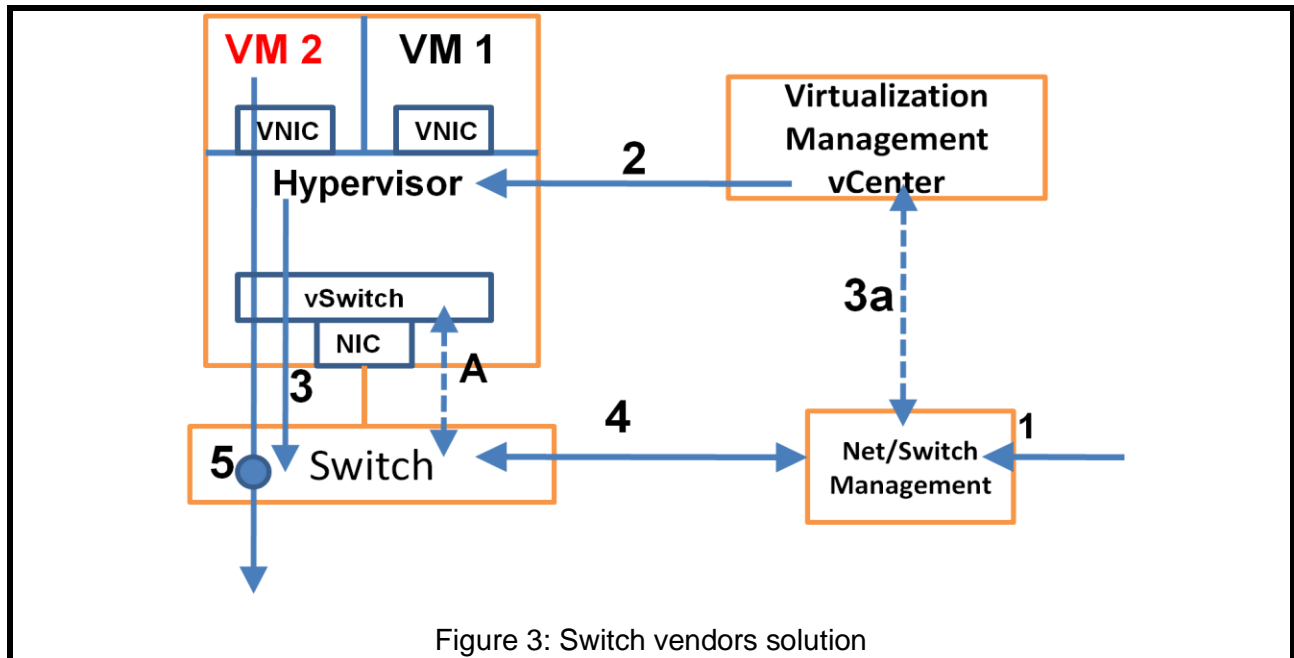 VM 2
VM 1
VNIC
VNIC
Virtualization
Management
vCenter
2
Hypervisor
3a
vSwitch
NIC
A
3
4
1
5
Switch
Net/Switch
Management
Figure 3: Switch vendors solution